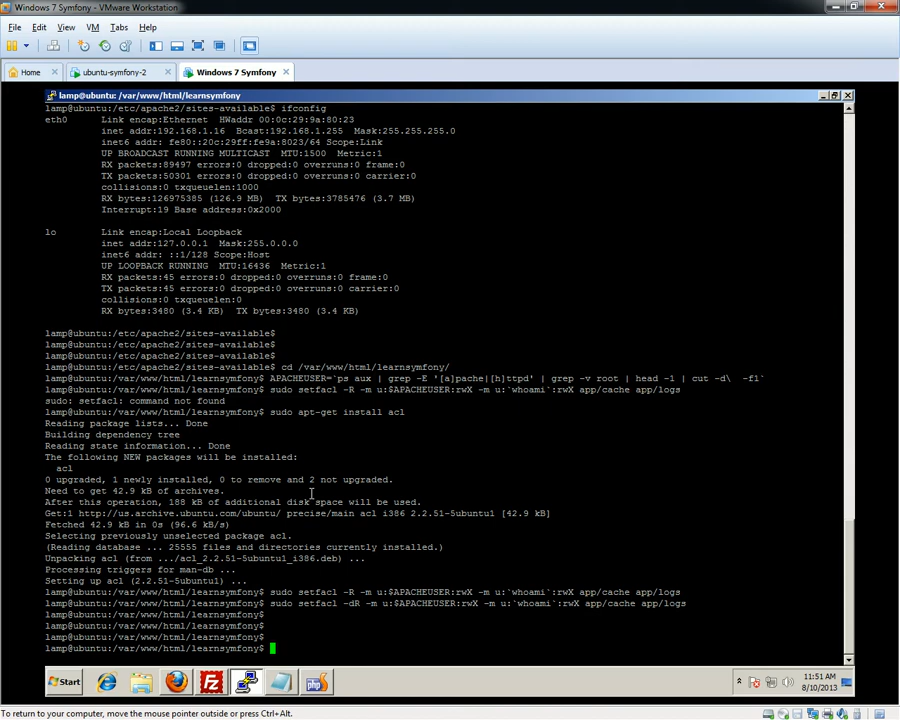 Windows 7 Symfony - VMware Workstation
File Edit View VM Tabs Help
Home ubuntu-symfony-2 Windows 7 Symfony
lamp@ubuntu: /var/www/html/learnsymfony
lamp@ubuntu:/etc/apache2/sites-available$ ifconfig
eth0 Link encap:Ethernet HWaddr 00:0c:29:9a:80:23
inet addr:192.168.1.16 Bcast:192.168.1.255 Mask:255.255.255.0
inet6 addr: fe80::20c:29ff:fe9a:8023/64 Scope:Link
UP BROADCAST RUNNING MULTICAST MTU:1500 Metric:1
RX packets:89497 errors:0 dropped:0 overruns:0 frame:0
TX packets:50301 errors:0 dropped:0 overruns:0 carrier:0
collisions:0 txqueuelen:1000
RX bytes:126975385 (126.9 MB) TX bytes:3785476 (3.7 MB)
Interrupt:19 Base address:0x2000
lo Link encap:Local Loopback
inet addr:127.0.0.1 Mask:255.0.0.0
inet6 addr: ::1/128 Scope:Host
UP LOOPBACK RUNNING MTU:16436 Metric:1
RX packets:45 errors:0 dropped:0 overruns:0 frame:0
TX packets:45 errors:0 dropped:0 overruns:0 carrier:0
collisions:0 txqueuelen:0
RX bytes:3480 (3.4 KB) TX bytes:3480 (3.4 KB)
lamp@ubuntu:/etc/apache2/sites-available$
lamp@ubuntu:/etc/apache2/sites-available$
lamp@ubuntu:/etc/apache2/sites-available$
lamp@ubuntu:/etc/apache2/sites-available$ cd /var/www/html/learnsymfony/
lamp@ubuntu:/var/www/html/learnsymfony$ APACHEUSER=`ps aux | grep -E '[a]pache|[h]ttpd' | grep -v root | head -1 | cut -d\  -f1`
lamp@ubuntu:/var/www/html/learnsymfony$ sudo setfacl -R -m u:$APACHEUSER:rwX -m u:`whoami`:rwX app/cache app/logs
sudo: setfacl: command not found
lamp@ubuntu:/var/www/html/learnsymfony$ sudo apt-get install acl
Reading package lists... Done
Building dependency tree
Reading state information... Done
The following NEW packages will be installed:
acl
0 upgraded, 1 newly installed, 0 to remove and 2 not upgraded.
Need to get 42.9 kB of archives.
After this operation, 188 kB of additional disk space will be used.
Get:1 http://us.archive.ubuntu.com/ubuntu/ precise/main acl i386 2.2.51-5ubuntu1 [42.9 kB]
Fetched 42.9 kB in 0s (96.6 kB/s)
Selecting previously unselected package acl.
(Reading database ... 25555 files and directories currently installed.)
Unpacking acl (from .../acl_2.2.51-5ubuntu1_i386.deb) ...
Processing triggers for man-db ...
Setting up acl (2.2.51-5ubuntu1) ...
lamp@ubuntu:/var/www/html/learnsymfony$ sudo setfacl -R -m u:$APACHEUSER:rwX -m u:`whoami`:rwX app/cache app/logs
lamp@ubuntu:/var/www/html/learnsymfony$ sudo setfacl -dR -m u:$APACHEUSER:rwX -m u:`whoami`:rwX app/cache app/logs
lamp@ubuntu:/var/www/html/learnsymfony$
lamp@ubuntu:/var/www/html/learnsymfony$
lamp@ubuntu:/var/www/html/learnsymfony$
Start
php
11:51 AM
8/10/2013
To return to your computer, move the mouse pointer outside or press Ctrl+Alt.